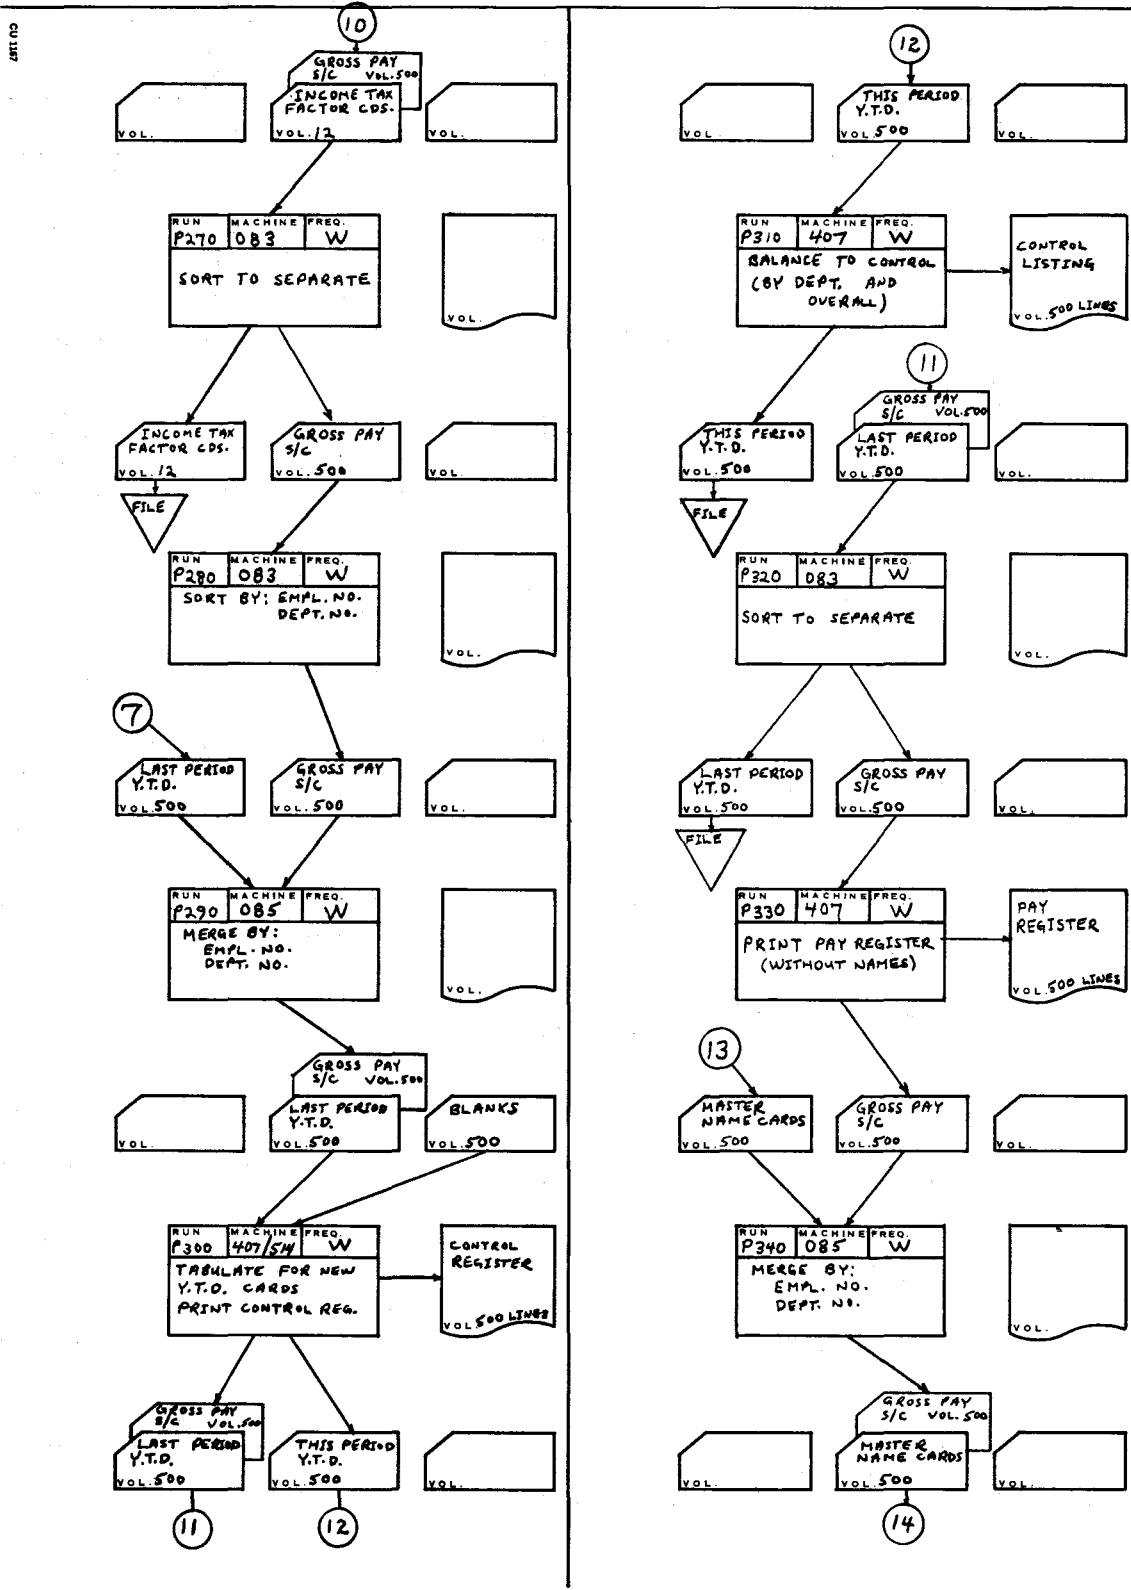 CU 1157
10
GROSS PAY
S/C VOL. 500
INCOME TAX
FACTOR CDS.
VOL. 12
VOL.
VOL.
RUN MACHINE FREQ.
P270 083 W
SORT TO SEPARATE
VOL.
INCOME TAX
FACTOR CDS.
VOL. 12
GROSS PAY
S/C
VOL. 500
VOL.
FILE
RUN MACHINE FREQ.
P280 083 W
SORT BY: EMPL. NO.
DEPT. NO.
VOL.
7
LAST PERIOD
Y.T.D.
VOL. 500
GROSS PAY
S/C
VOL. 500
VOL.
RUN MACHINE FREQ.
P290 085 W
MERGE BY:
EMPL. NO.
DEPT. NO.
VOL.
GROSS PAY
S/C VOL. 500
VOL.
LAST PERIOD
Y.T.D.
VOL. 500
BLANKS
VOL. 500
RUN MACHINE FREQ.
P300 407/514 W
TABULATE FOR NEW
Y.T.D. CARDS
PRINT CONTROL REG.
CONTROL
REGISTER
VOL. 500 LINES
GROSS PAY
S/C VOL. 500
LAST PERIOD
Y.T.D.
VOL. 500
THIS PERIOD
Y.T.D.
VOL. 500
VOL.
11
12
12
VOL.
THIS PERIOD
Y.T.D.
VOL. 500
VOL.
RUN MACHINE FREQ.
P310 407 W
BALANCE TO CONTROL
(BY DEPT. AND
OVERALL)
CONTROL
LISTING
VOL. 500 LINES
11
GROSS PAY
S/C VOL. 500
THIS PERIOD
Y.T.D.
VOL. 500
LAST PERIOD
Y.T.D.
VOL. 500
VOL.
FILE
RUN MACHINE FREQ.
P320 083 W
SORT TO SEPARATE
VOL.
LAST PERIOD
Y.T.D.
VOL. 500
GROSS PAY
S/C
VOL. 500
VOL.
FILE
RUN MACHINE FREQ.
P330 407 W
PRINT PAY REGISTER
(WITHOUT NAMES)
PAY
REGISTER
VOL. 500 LINES
13
MASTER
NAME CARDS
VOL. 500
GROSS PAY
S/C
VOL. 500
VOL.
RUN MACHINE FREQ.
P340 085 W
MERGE BY:
EMPL. NO.
DEPT. NO.
VOL.
GROSS PAY
S/C VOL. 500
VOL.
MASTER
NAME CARDS
VOL. 500
VOL.
14